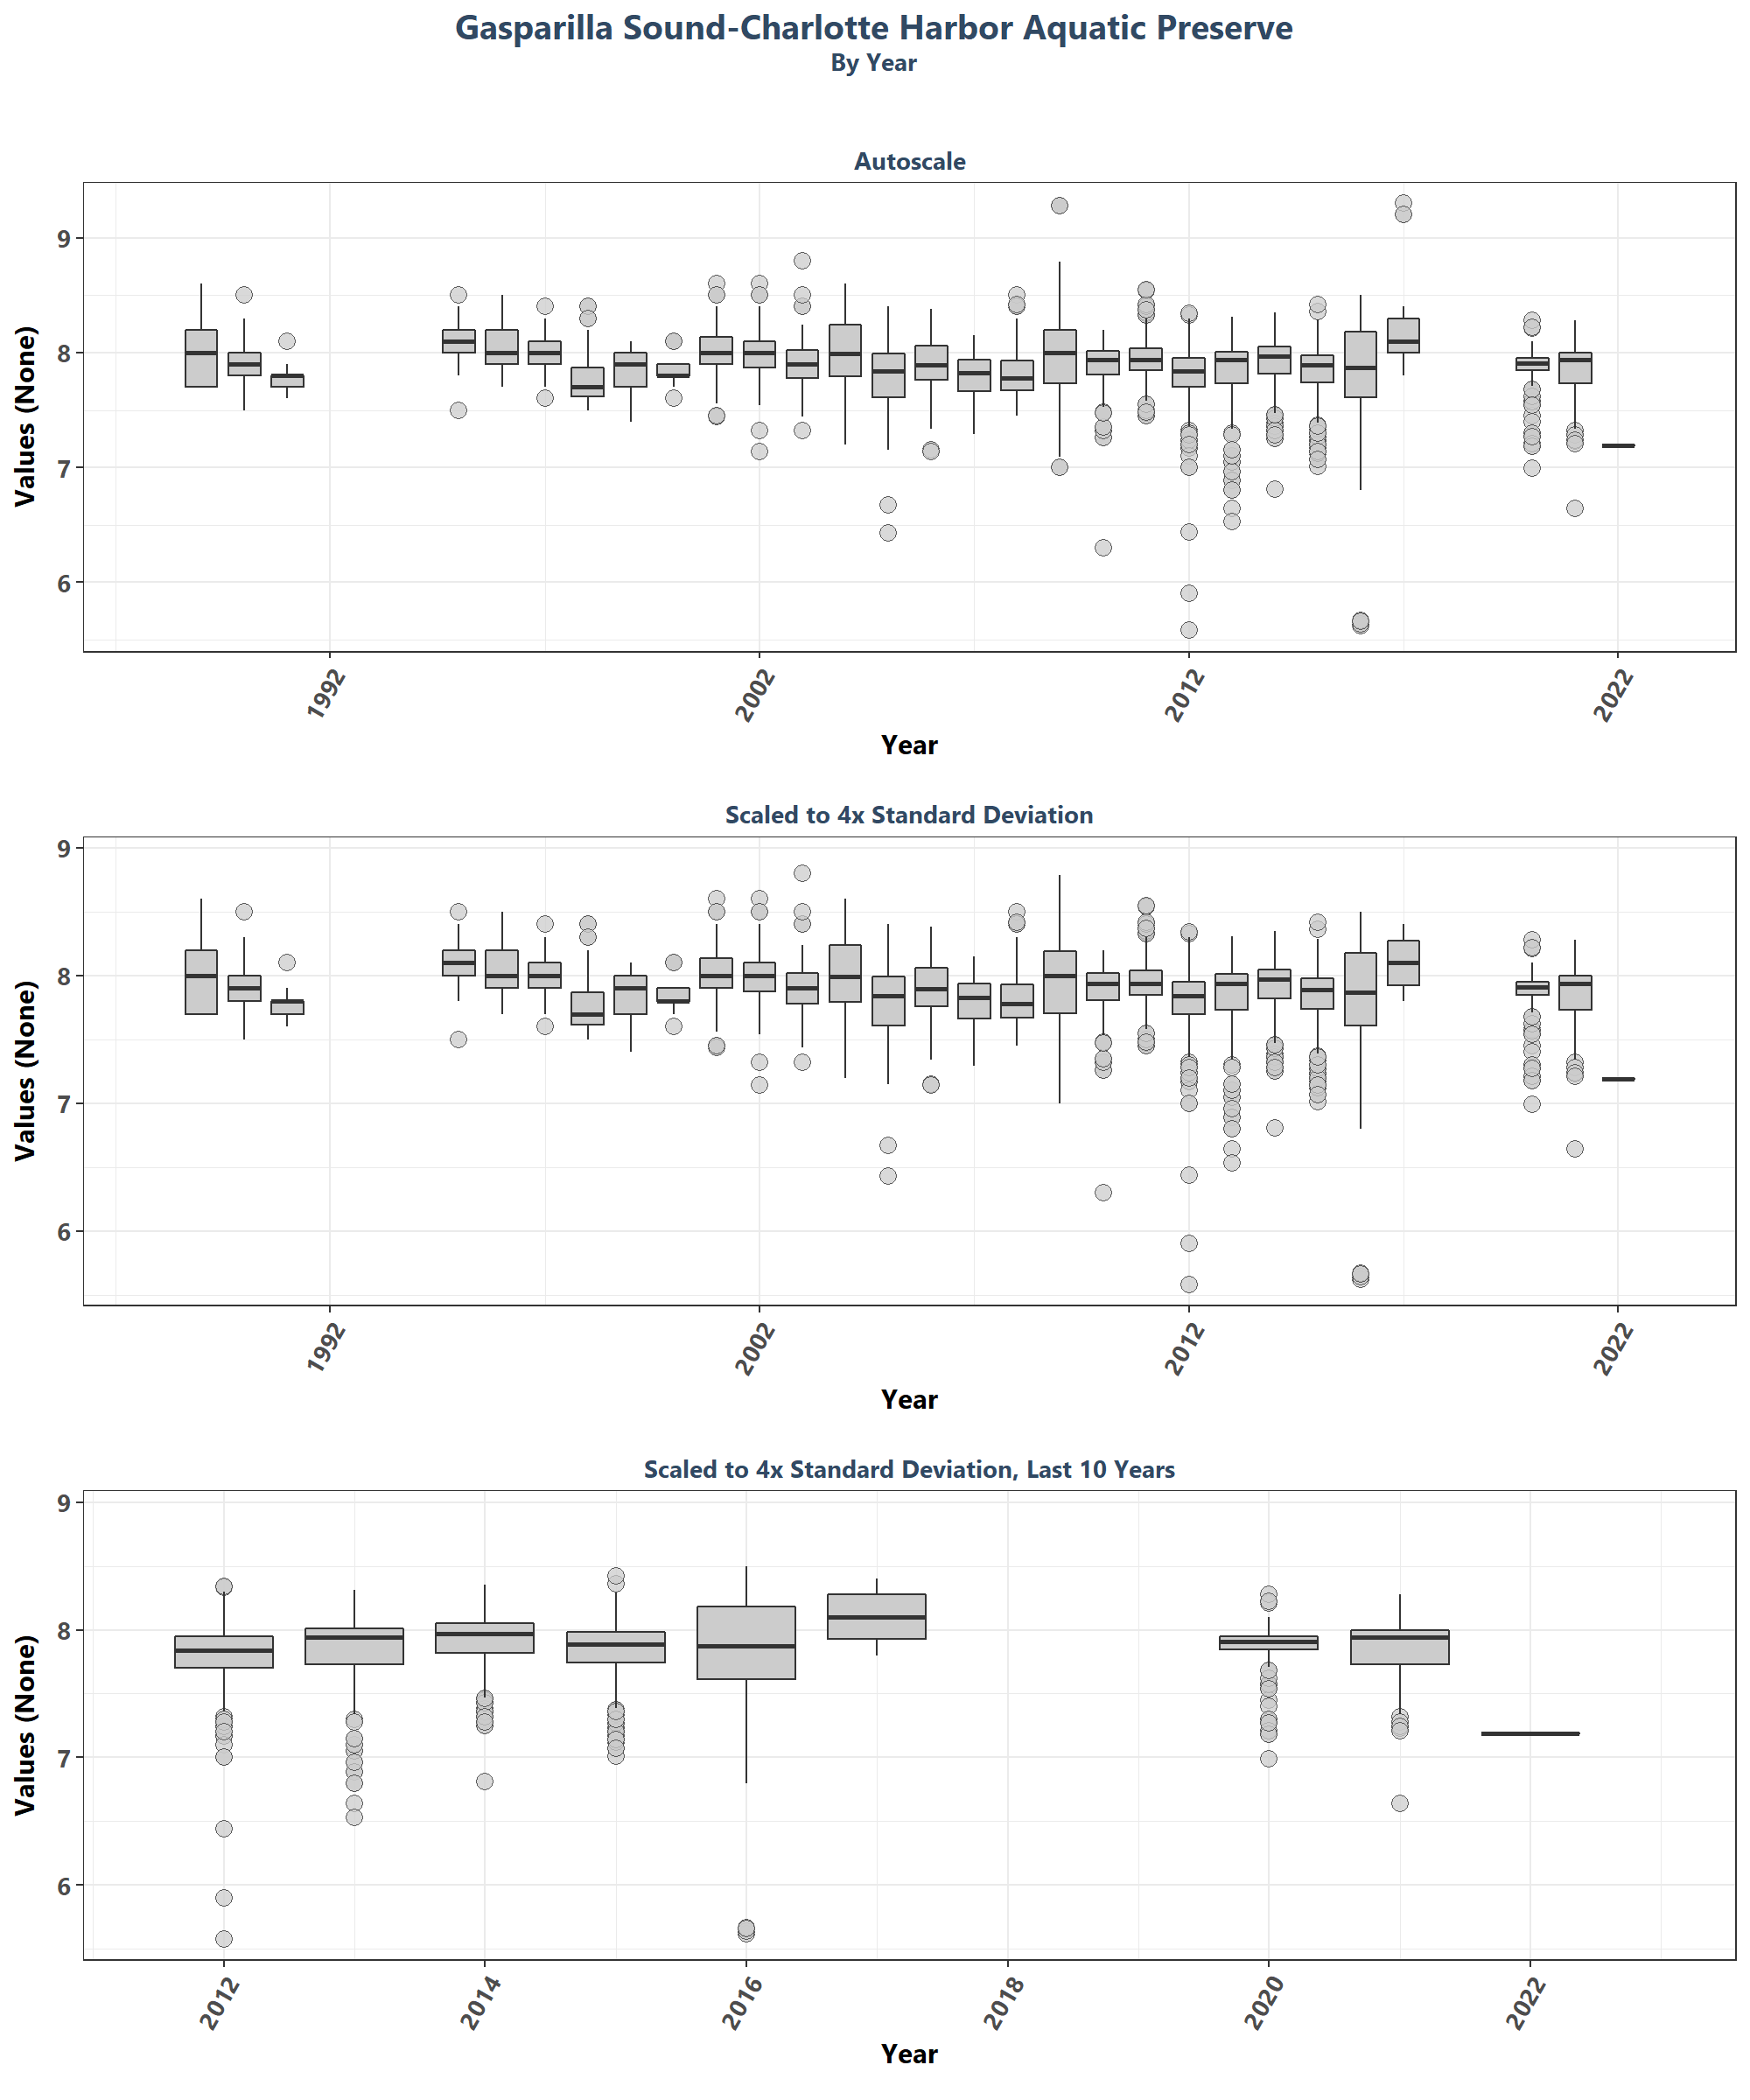 Gasparilla Sound-Charlotte Harbor Aquatic Preserve
By Year
Autoscale
Values (None)
9
8
7
6
1992
2002
2012
2022
Year
Scaled to 4x Standard Deviation
Values (None)
9
8
7
6
1992
2002
2012
2022
Year
Scaled to 4x Standard Deviation, Last 10 Years
Values (None)
9
8
7
6
2012
2014
2016
2018
2020
2022
Year